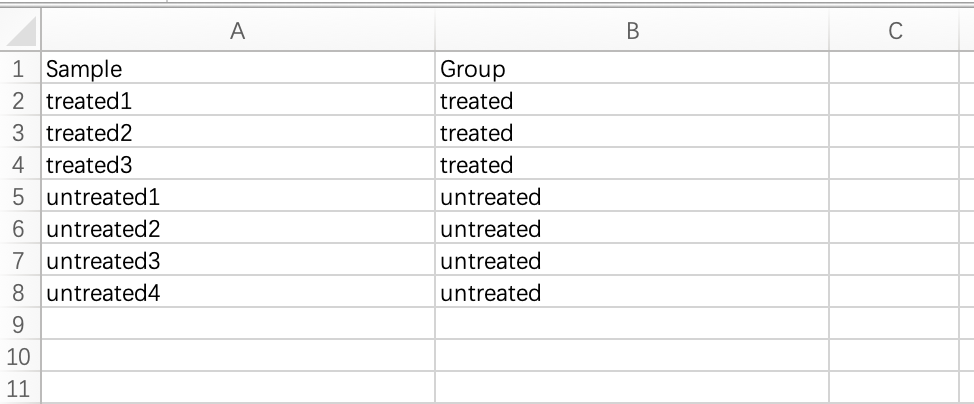 A B C
1 Sample Group
2 treated1 treated
3 treated2 treated
4 treated3 treated
5 untreated1 untreated
6 untreated2 untreated
7 untreated3 untreated
8 untreated4 untreated
9
10
11